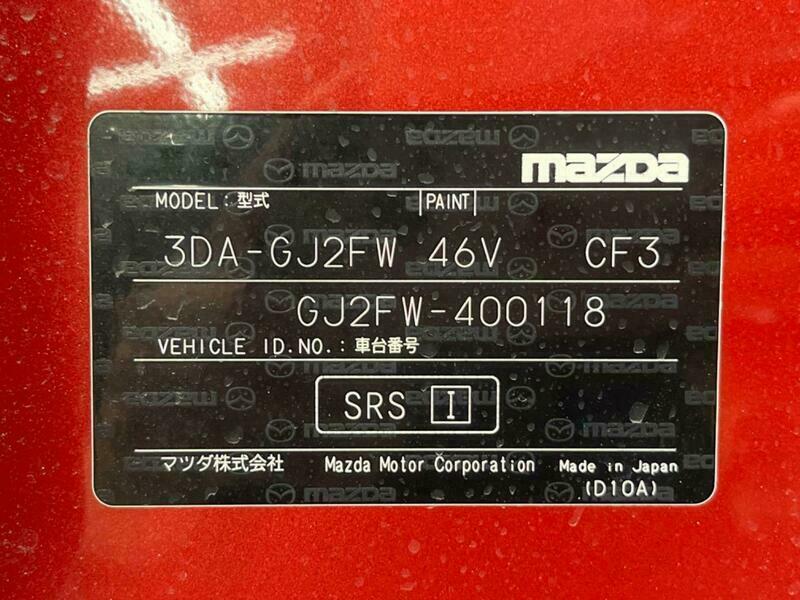 mazda
MODEL: 型式 PAINT
3DA-GJ2FW 46V CF3
GJ2FW-400118
VEHICLE ID.NO.: 車台番号
SRS I
マツダ株式会社 Mazda Motor Corporation Made in Japan
(D10A)